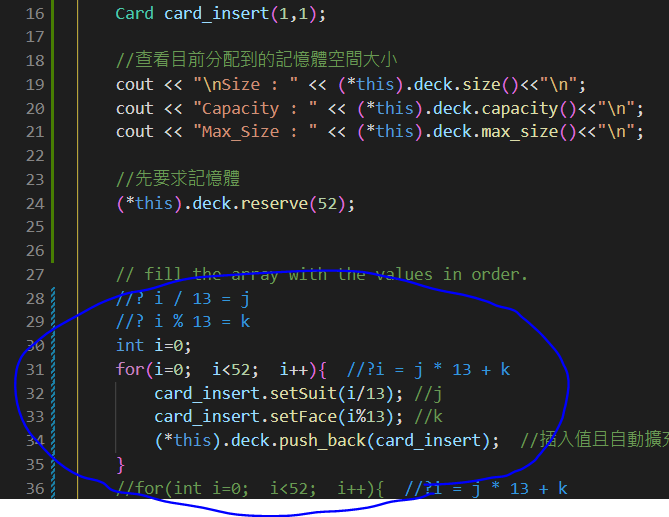 16 Card card_insert(1,1);
17
18 //查看目前分配到的記憶體空間大小
19 cout << "\nSize : " << (*this).deck.size()<<"\n";
20 cout << "Capacity : " << (*this).deck.capacity()<<"\n";
21 cout << "Max_Size : " << (*this).deck.max_size()<<"\n";
22
23 //先要求記憶體
24 (*this).deck.reserve(52);
25
26
27 // fill the array with the values in order.
28 //? i / 13 = j
29 //? i % 13 = k
30 int i=0;
31 for(i=0;  i<52;  i++){  //?i = j * 13 + k
32 card_insert.setSuit(i/13); //j
33 card_insert.setFace(i%13); //k
34 (*this).deck.push_back(card_insert);  //插入值且自動擴
35 }
36 //for(int i=0;  i<52;  i++){  //?i = j * 13 + k